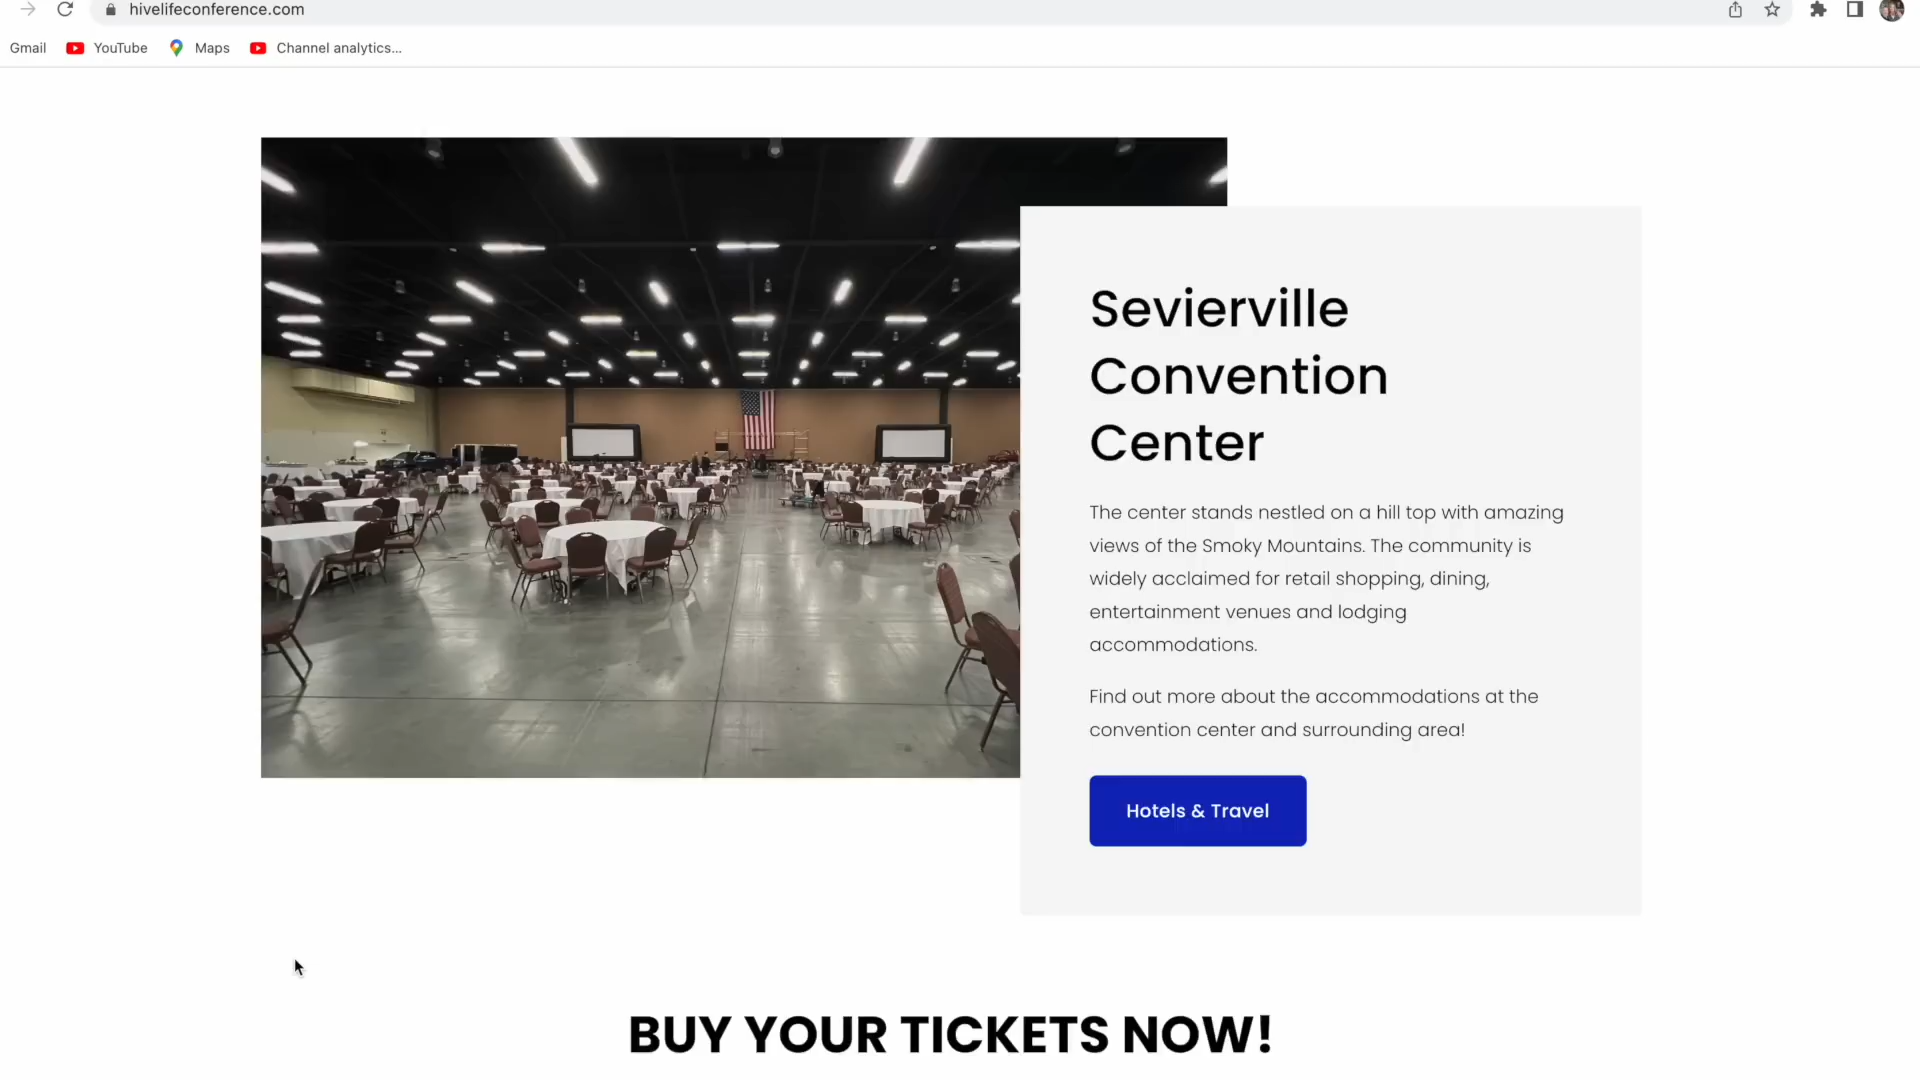 hivelifeconference.com
Gmail YouTube Maps Channel analytics...
Sevierville
Convention
Center
The center stands nestled on a hill top with amazing
views of the Smoky Mountains. The community is
widely acclaimed for retail shopping, dining,
entertainment venues and lodging
accommodations.
Find out more about the accommodations at the
convention center and surrounding area!
Hotels & Travel
BUY YOUR TICKETS NOW!